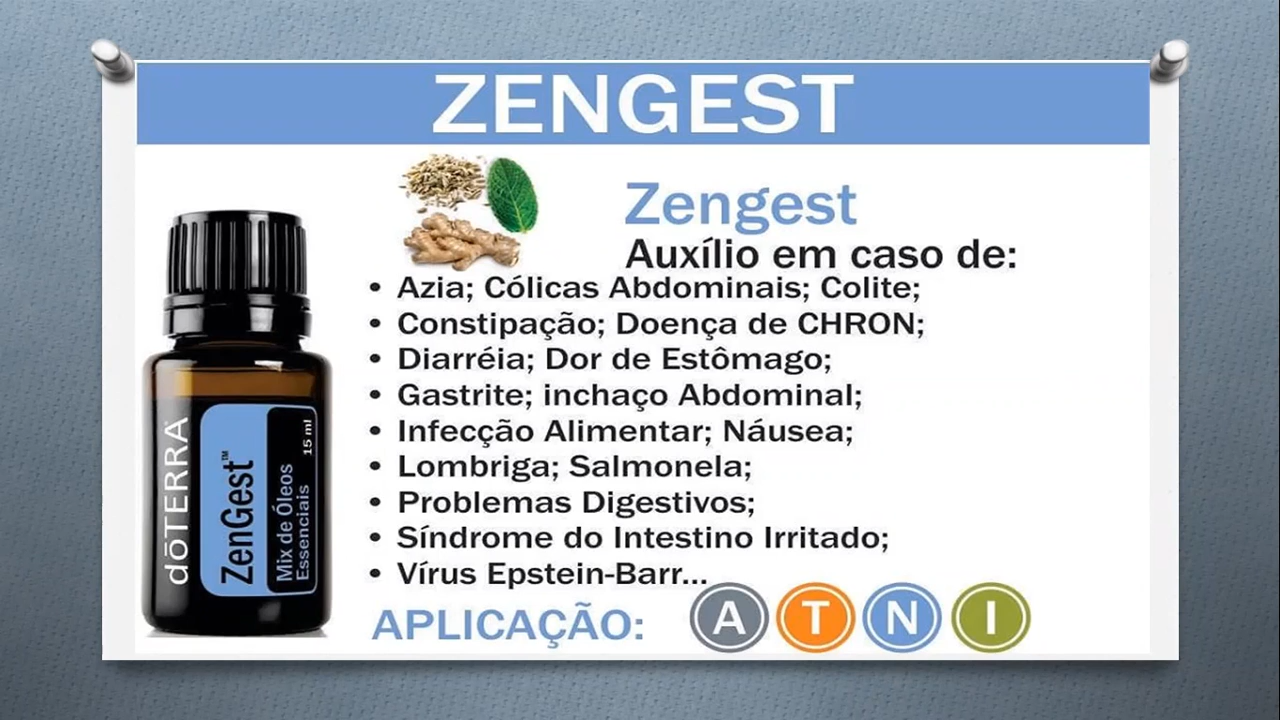 ZENGEST
Zengest
Auxílio em caso de:
• Azia; Cólicas Abdominais; Colite;
• Constipação; Doença de CHRON;
• Diarréia; Dor de Estômago;
• Gastrite; inchaço Abdominal;
• Infecção Alimentar; Náusea;
• Lombriga; Salmonela;
• Problemas Digestivos;
• Síndrome do Intestino Irritado;
• Vírus Epstein-Barr...
APLICAÇÃO: A T N I
dōTERRA
ZenGest™
Mix de Óleos
Essenciais
15 ml